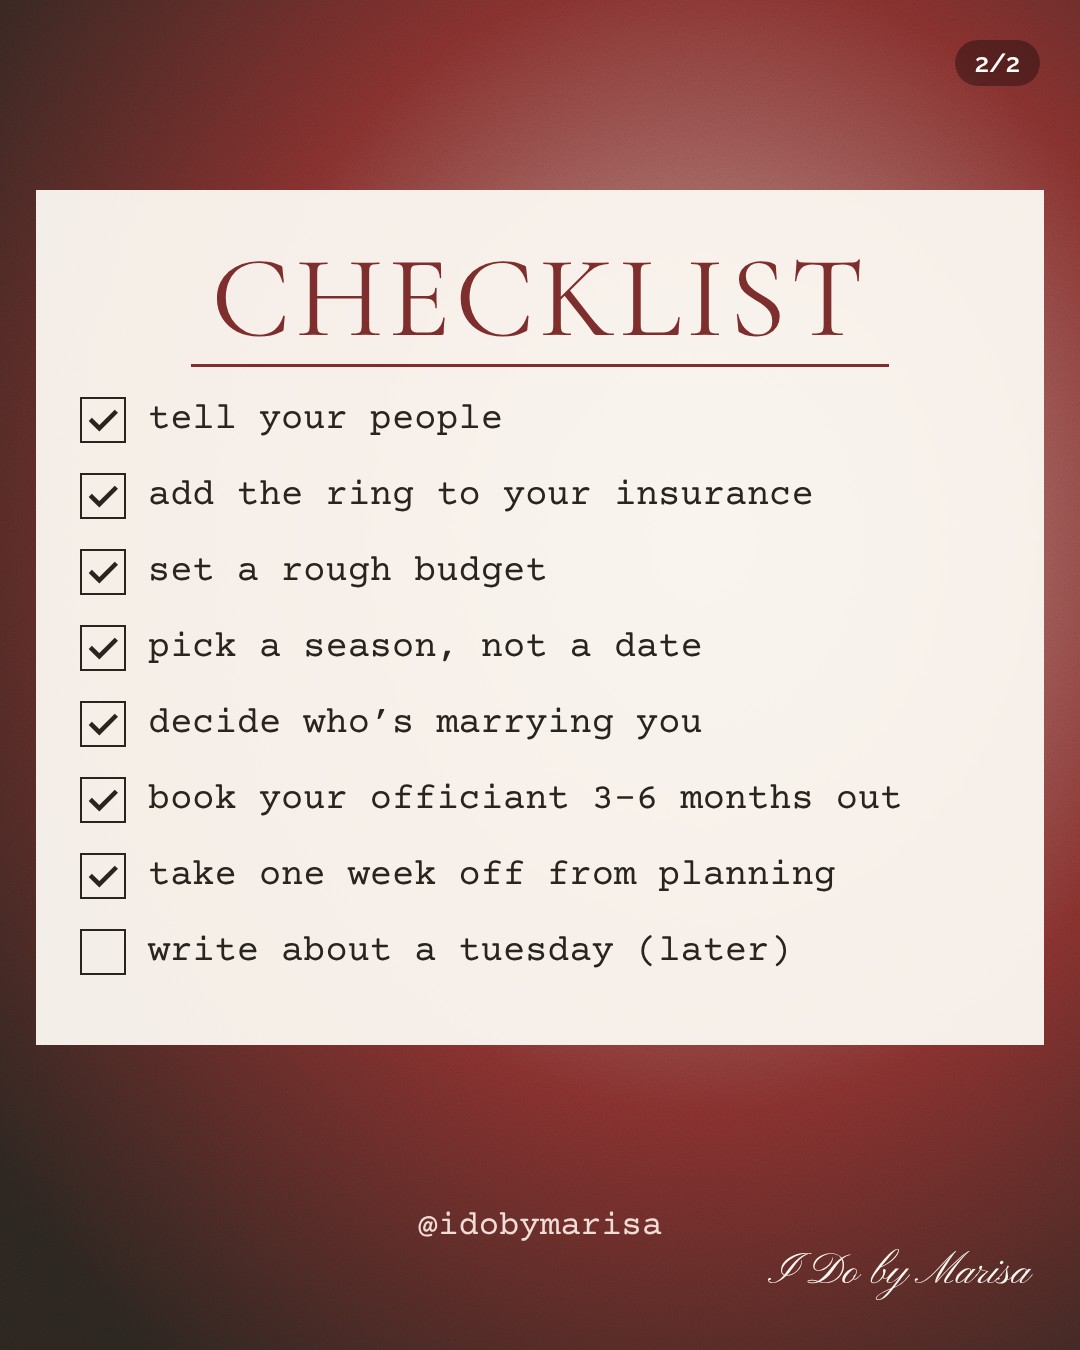 2/2
CHECKLIST
tell your people
add the ring to your insurance
set a rough budget
pick a season, not a date
decide who’s marrying you
book your officiant 3–6 months out
take one week off from planning
write about a tuesday (later)
@idobymarisa
I Do by Marisa